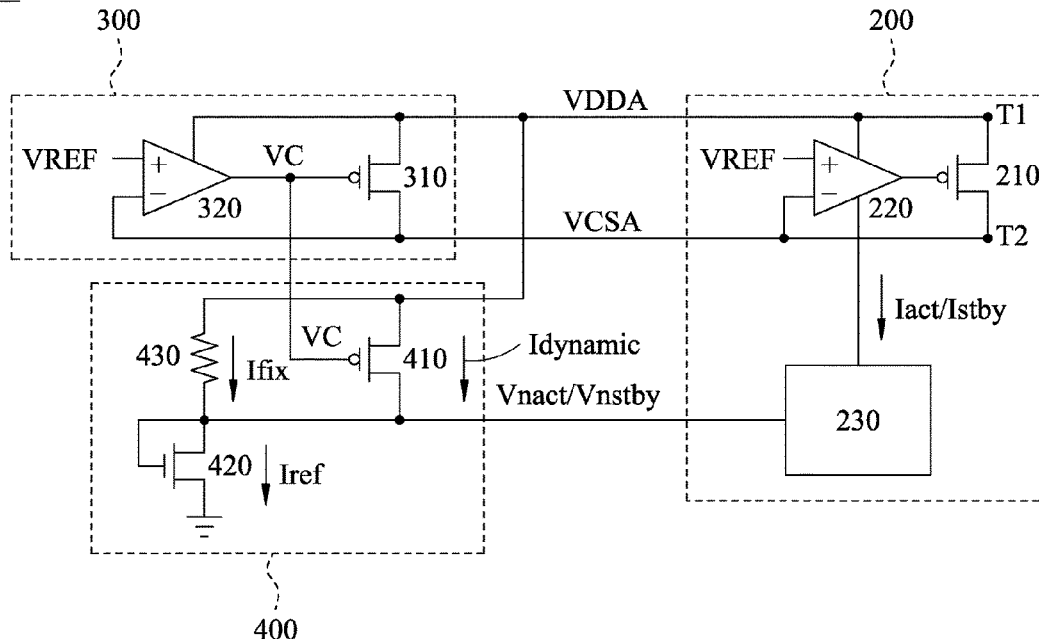 300
200
VDDA
T1
VREF
+
−
VC
310
320
VREF
+
−
210
220
VCSA
T2
VC
430
Ifix
410
Idynamic
Iact/Istby
Vnact/Vnstby
230
420
Iref
400